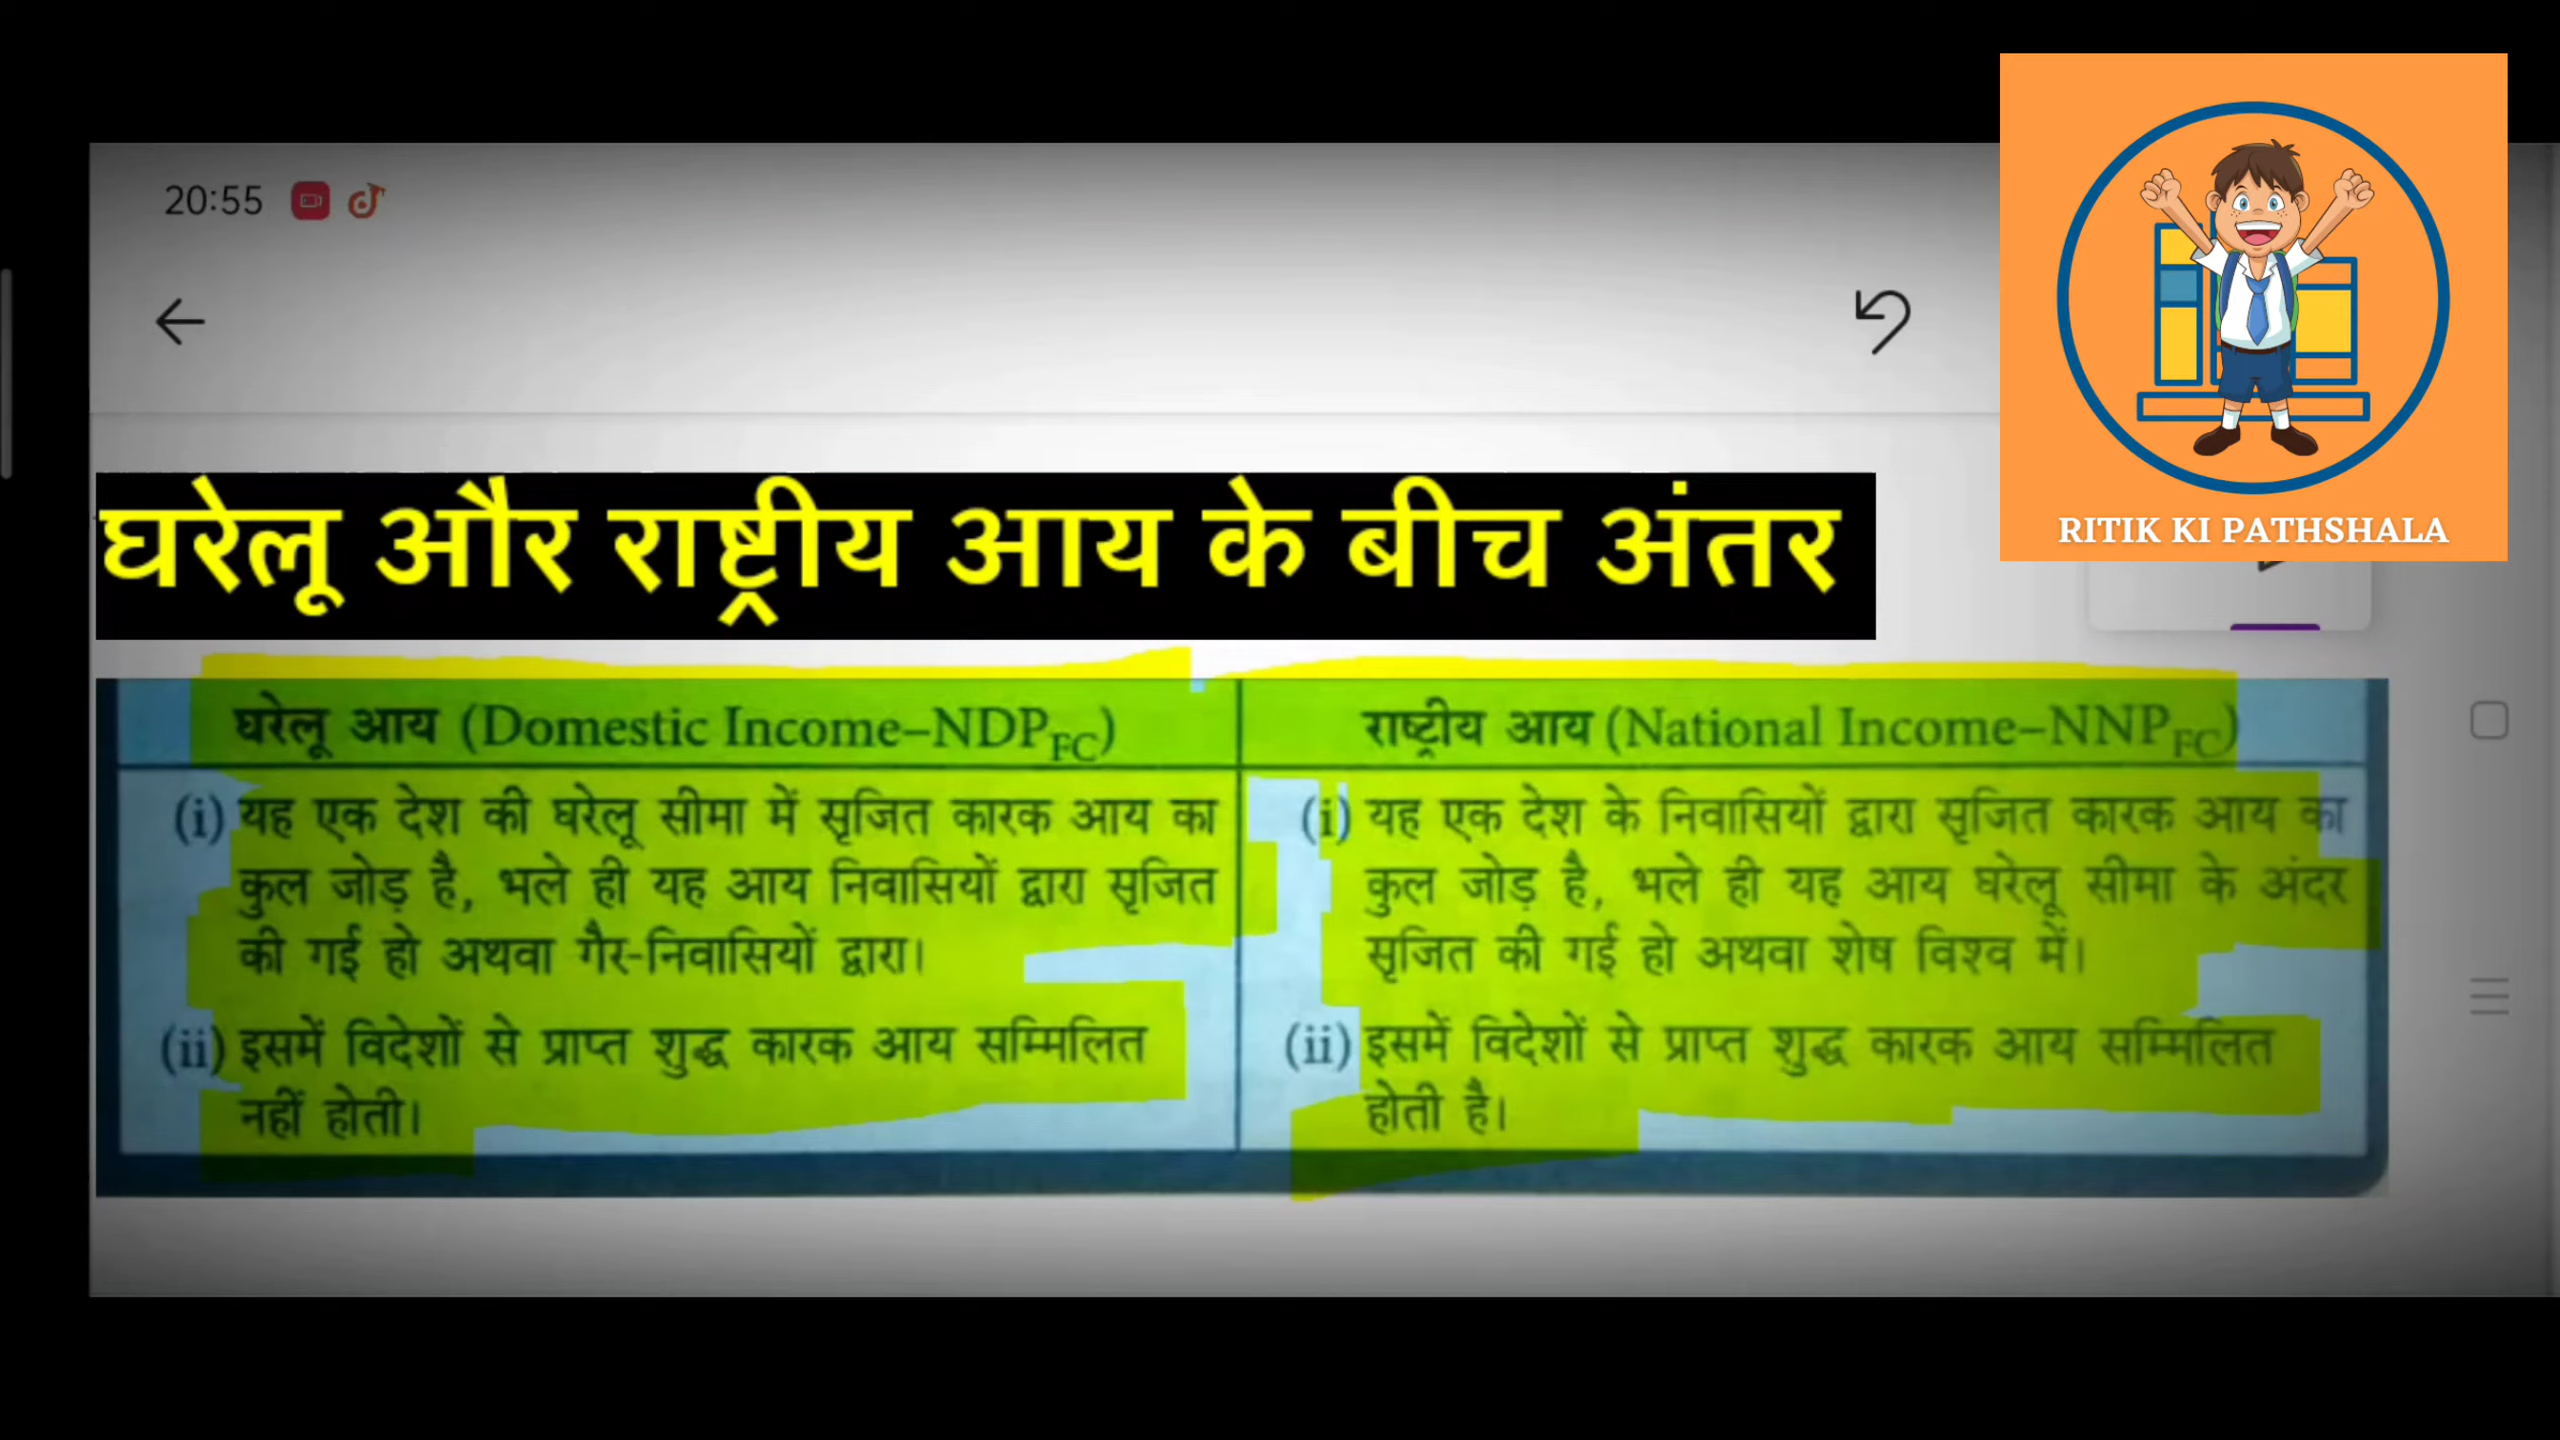 20:55
RITIK KI PATHSHALA
घरेलू और राष्ट्रीय आय के बीच अंतर
घरेलू आय (Domestic Income–NDP_FC)
(i) यह एक देश की घरेलू सीमा में सृजित कारक आय का
कुल जोड़ है, भले ही यह आय निवासियों द्वारा सृजित
की गई हो अथवा गैर-निवासियों द्वारा।
(ii) इसमें विदेशों से प्राप्त शुद्ध कारक आय सम्मिलित
नहीं होती।
राष्ट्रीय आय (National Income–NNP_FC)
(i) यह एक देश के निवासियों द्वारा सृजित कारक आय का
कुल जोड़ है, भले ही यह आय घरेलू सीमा के अंदर
सृजित की गई हो अथवा शेष विश्व में।
(ii) इसमें विदेशों से प्राप्त शुद्ध कारक आय सम्मिलित
होती है।